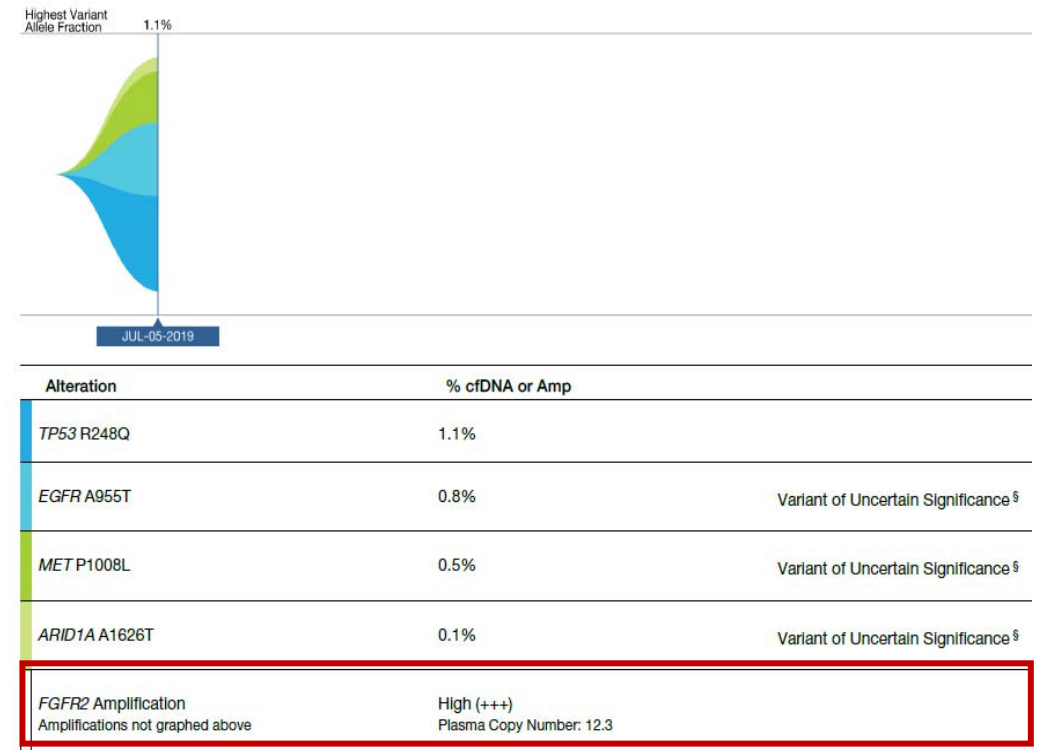 Highest Variant
Allele Fraction 1.1%
JUL-05-2019
Alteration % cfDNA or Amp
TP53 R248Q 1.1%
EGFR A955T 0.8% Variant of Uncertain Significance §
MET P1008L 0.5% Variant of Uncertain Significance §
ARID1A A1626T 0.1% Variant of Uncertain Significance §
FGFR2 Amplification High (+++)
Amplifications not graphed above Plasma Copy Number: 12.3